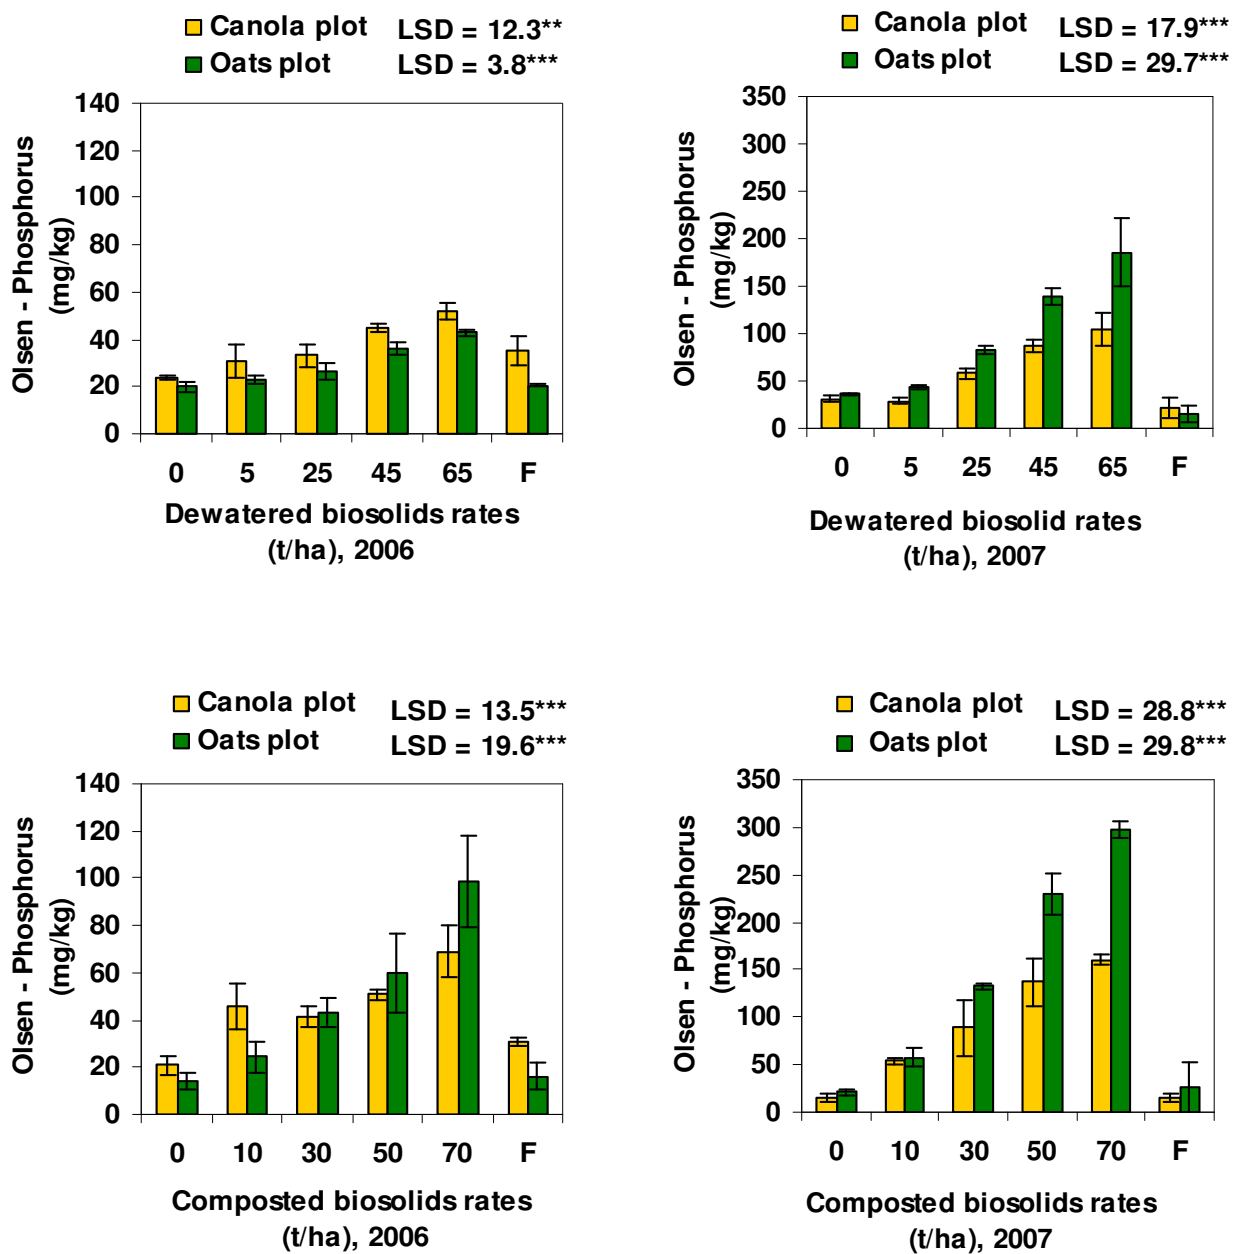 Canola plot LSD = 12.3**
Oats plot LSD = 3.8***
Olsen - Phosphorus
(mg/kg)
140
120
100
80
60
40
20
0
0 5 25 45 65 F
Dewatered biosolids rates
(t/ha), 2006
Canola plot LSD = 17.9***
Oats plot LSD = 29.7***
Olsen - Phosphorus
(mg/kg)
350
300
250
200
150
100
50
0
0 5 25 45 65 F
Dewatered biosolid rates
(t/ha), 2007
Canola plot LSD = 13.5***
Oats plot LSD = 19.6***
Olsen - Phosphorus
(mg/kg)
140
120
100
80
60
40
20
0
0 10 30 50 70 F
Composted biosolids rates
(t/ha), 2006
Canola plot LSD = 28.8***
Oats plot LSD = 29.8***
Olsen - Phosphorus
(mg/kg)
350
300
250
200
150
100
50
0
0 10 30 50 70 F
Composted biosolids rates
(t/ha), 2007